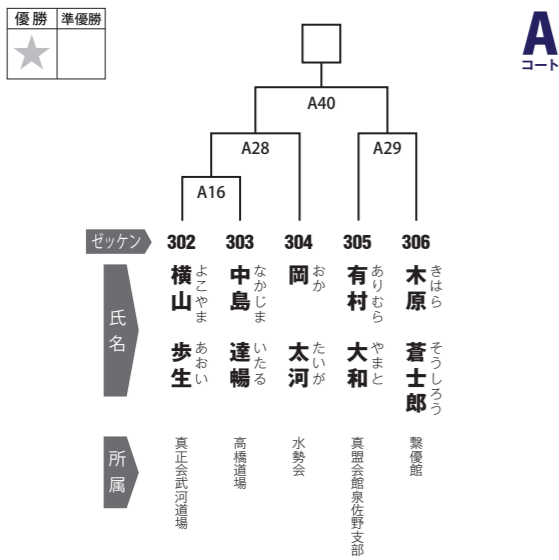 優勝 準優勝
A
コート
A40
A28 A29
A16
ゼッケン 302 303 304 305 306
氏名
横山 歩生
よこやま あおい
中島 達暢
なかじま いたる
岡 太河
おか たいが
有村 大和
ありむら やまと
木原 蒼士郎
きはら そうしろう
所属
真正会武河道場
高橋道場
水勢会
真盟会館泉佐野支部
繋優館